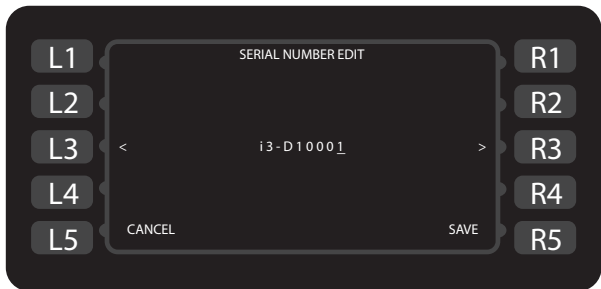 SERIAL NUMBER EDIT
L1 R1
L2 R2
L3 < i3-D10001 > R3
L4 R4
L5 CANCEL SAVE R5